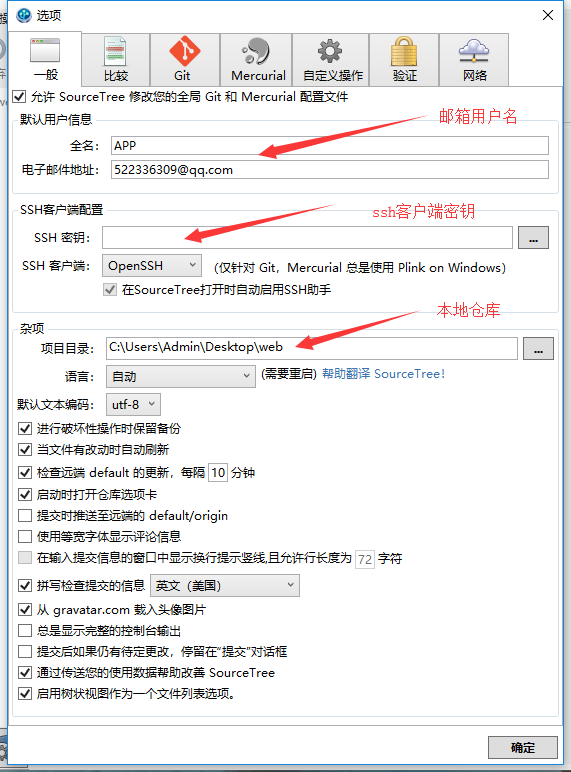 选项
一般 比较 Git Mercurial 自定义操作 验证 网络
允许 SourceTree 修改您的全局 Git 和 Mercurial 配置文件
默认用户信息
邮箱用户名
全名: APP
电子邮件地址: 522336309@qq.com
SSH客户端配置
ssh客户端密钥
SSH 密钥: ...
SSH 客户端: OpenSSH (仅针对 Git，Mercurial 总是使用 Plink on Windows)
在SourceTree打开时自动启用SSH助手
杂项
本地仓库
项目目录: C:\Users\Admin\Desktop\web ...
语言: 自动 (需要重启) 帮助翻译 SourceTree!
默认文本编码: utf-8
进行破坏性操作时保留备份
当文件有改动时自动刷新
检查远端 default 的更新，每隔 10 分钟
启动时打开仓库选项卡
提交时推送至远端的 default/origin
使用等宽字体显示评论信息
在输入提交信息的窗口中显示换行提示竖线,且允许行长度为 72 字符
拼写检查提交的信息 英文（美国）
从 gravatar.com 载入头像图片
总是显示完整的控制台输出
提交后如果仍有待定更改，停留在“提交”对话框
通过传送您的使用数据帮助改善 SourceTree
启用树状视图作为一个文件列表选项。
确定